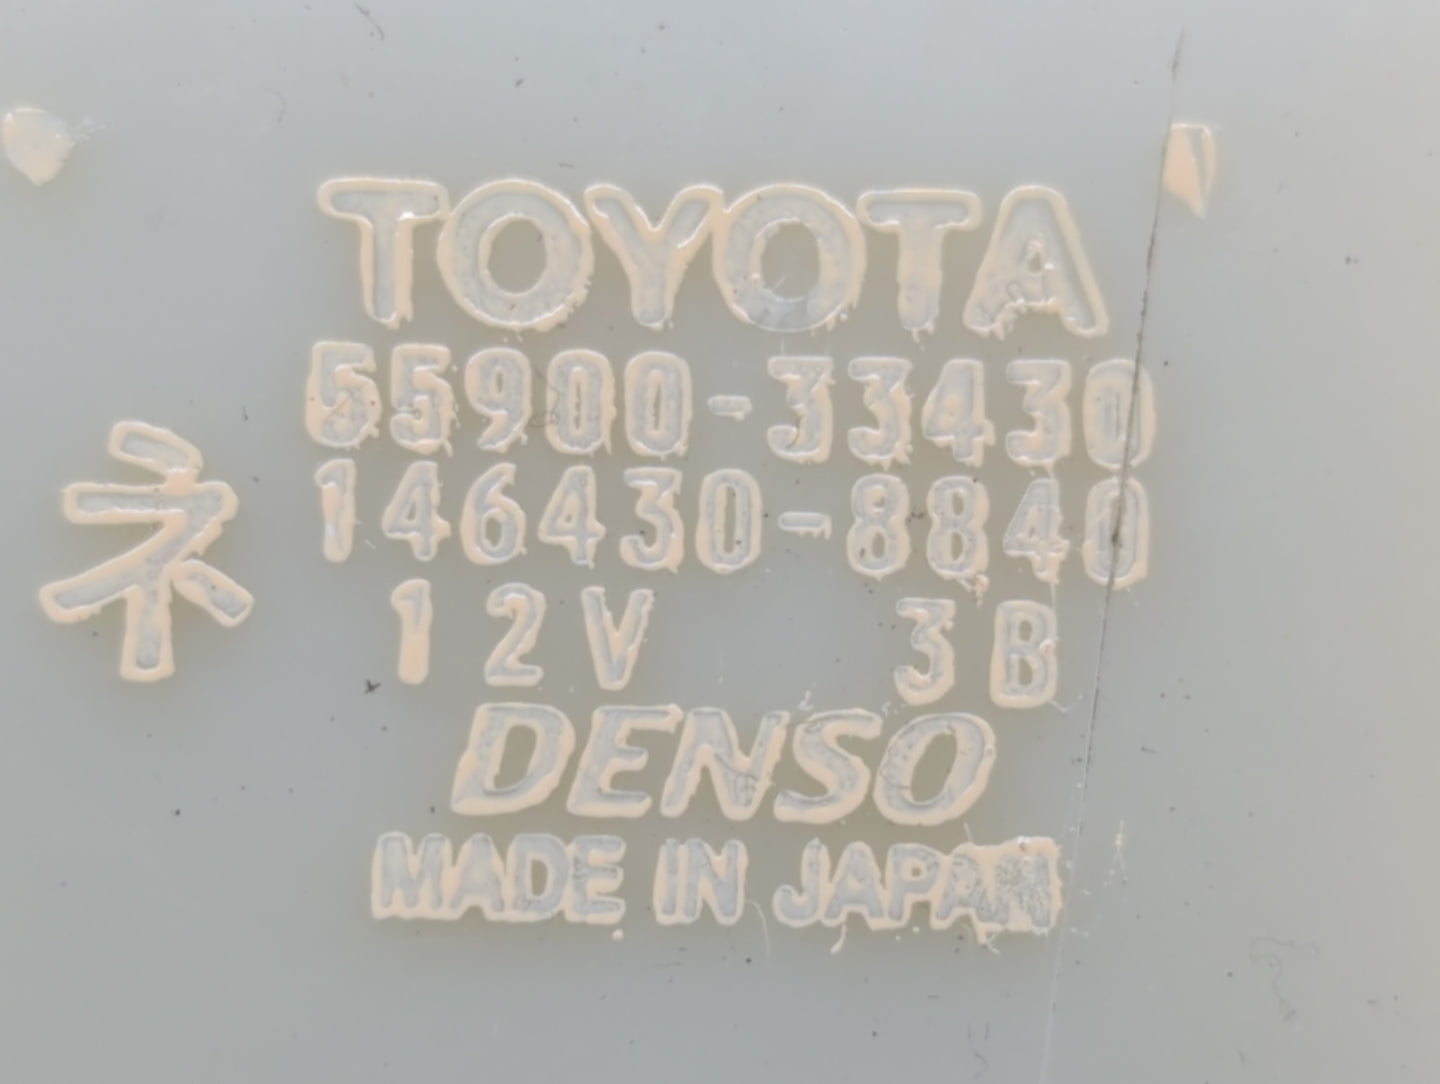 TOYOTA
55900-33430
146430-8840
ネ
12V 3B
DENSO
MADE IN JAPAN